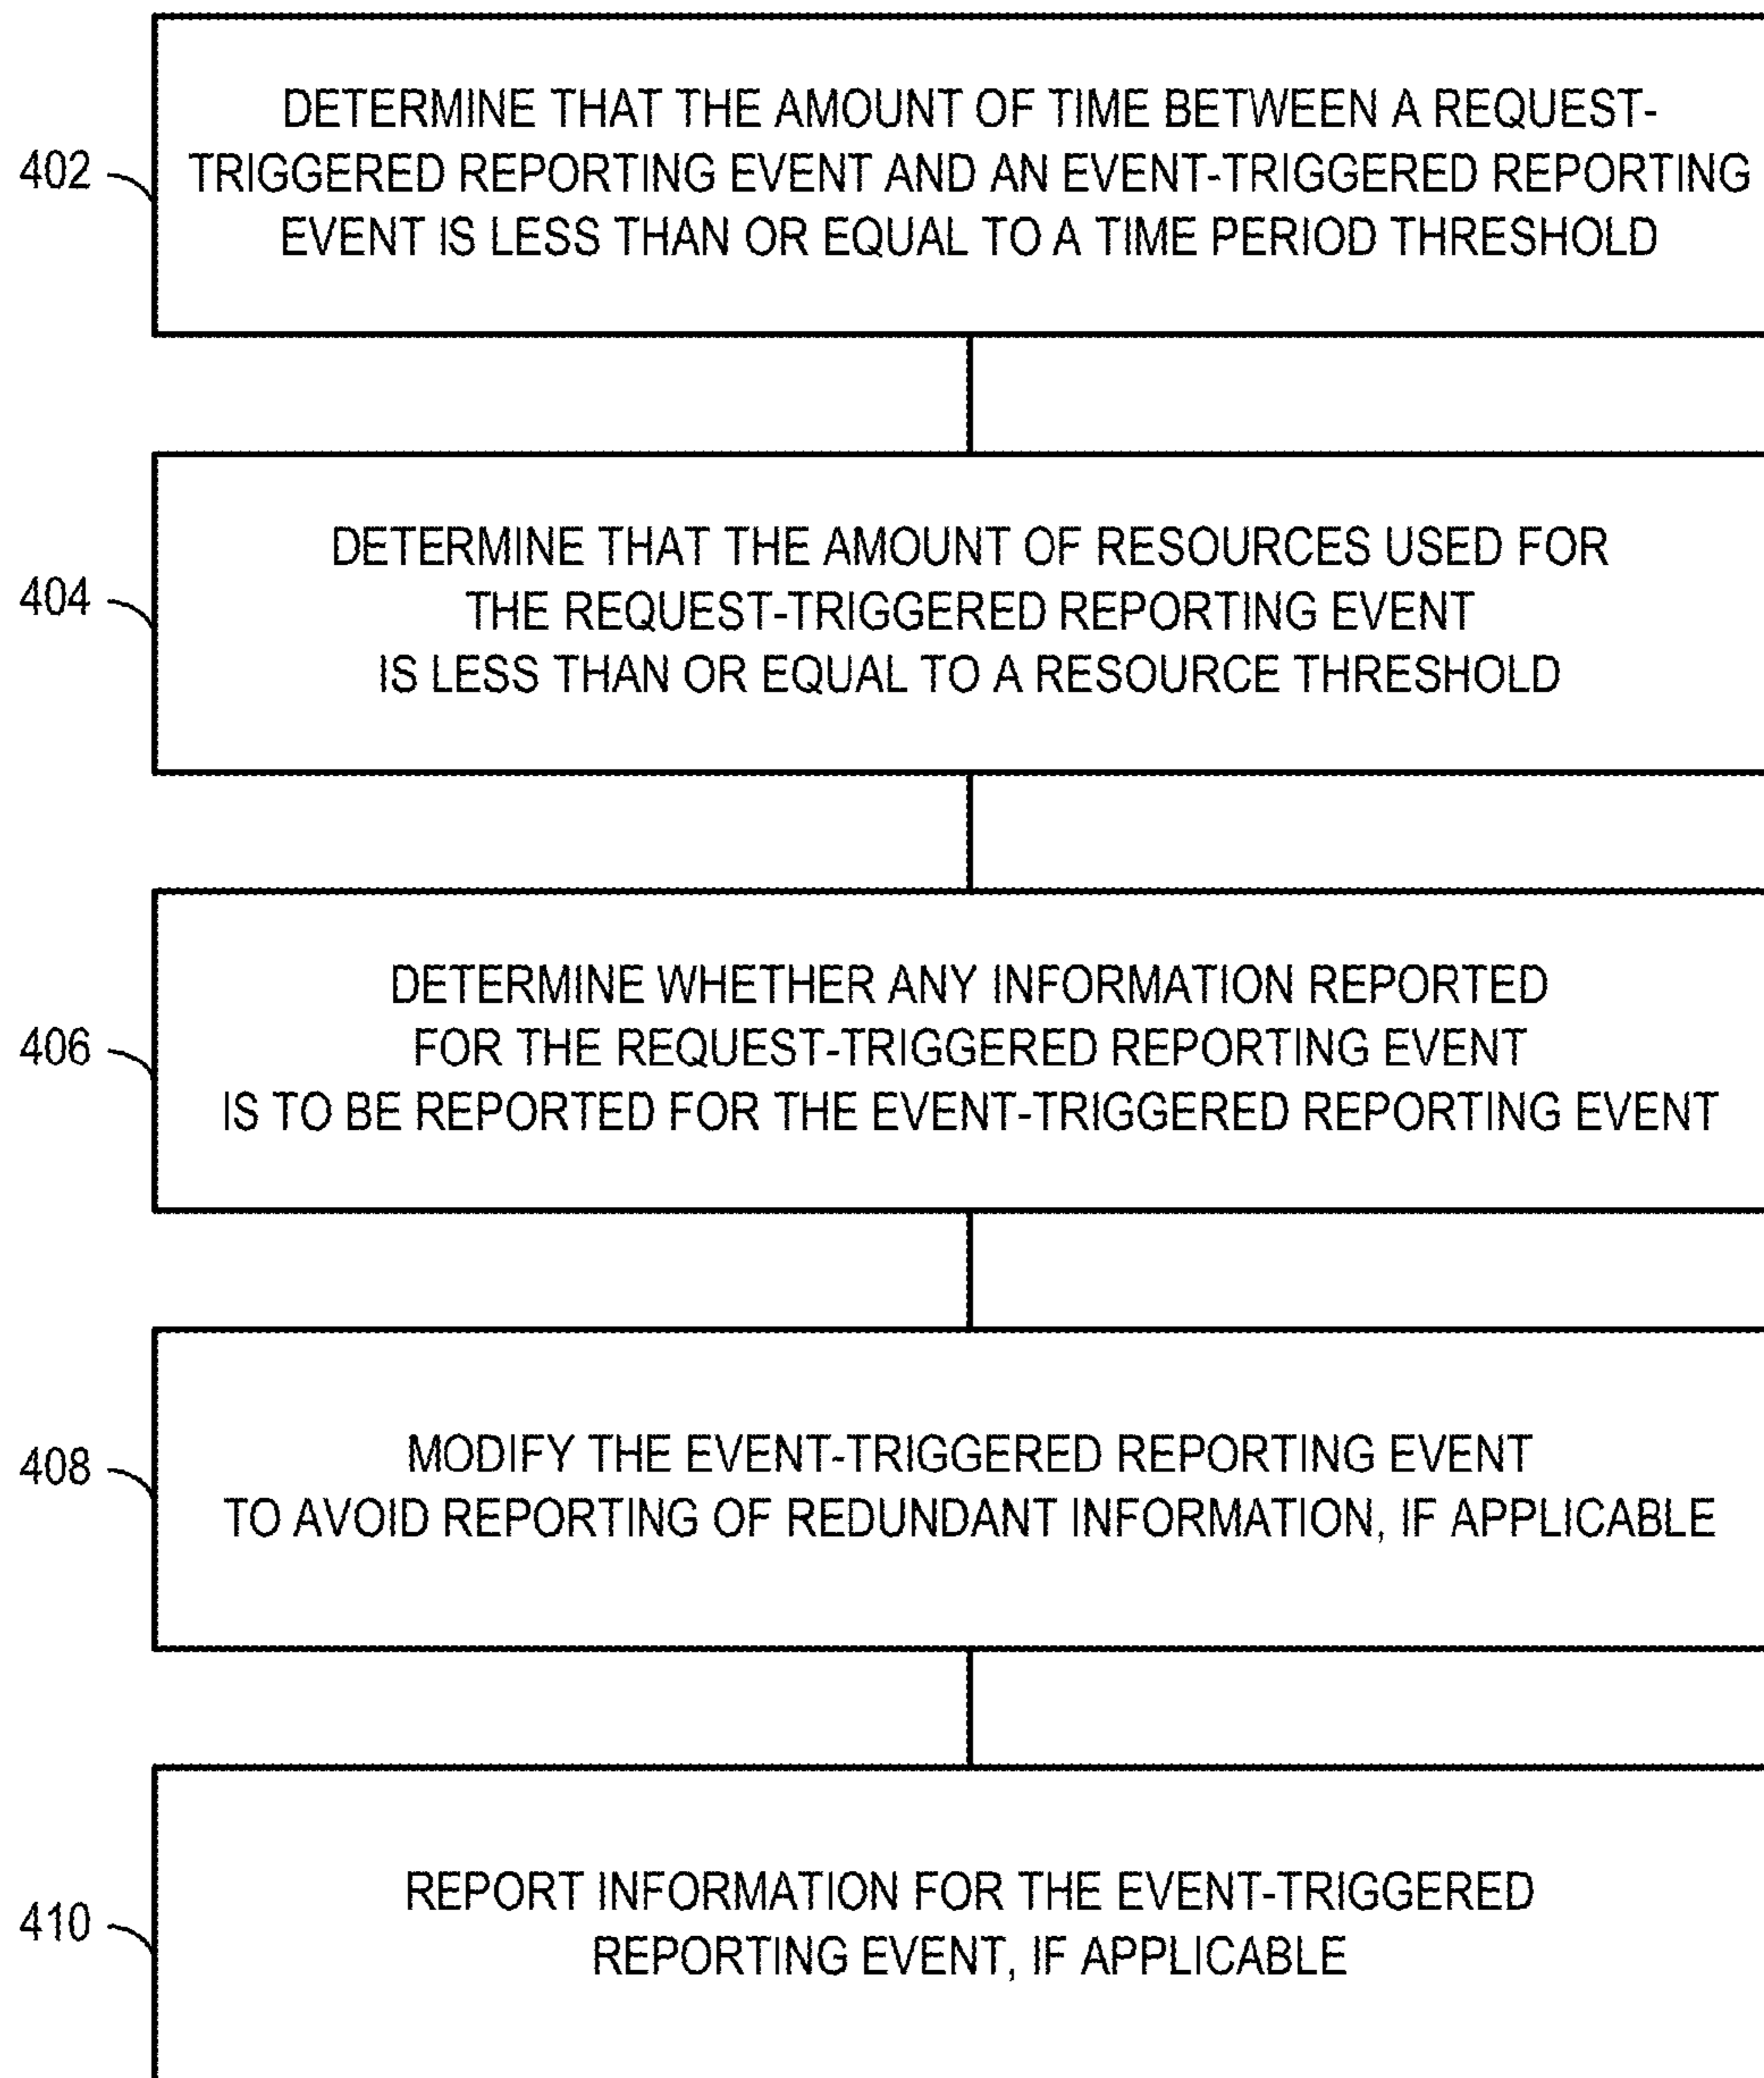 DETERMINE THAT THE AMOUNT OF TIME BETWEEN A REQUEST-
402
TRIGGERED REPORTING EVENT AND AN EVENT-TRIGGERED REPORTING
EVENT IS LESS THAN OR EQUAL TO A TIME PERIOD THRESHOLD
DETERMINE THAT THE AMOUNT OF RESOURCES USED FOR
404
THE REQUEST-TRIGGERED REPORTING EVENT
IS LESS THAN OR EQUAL TO A RESOURCE THRESHOLD
DETERMINE WHETHER ANY INFORMATION REPORTED
406
FOR THE REQUEST-TRIGGERED REPORTING EVENT
IS TO BE REPORTED FOR THE EVENT-TRIGGERED REPORTING EVENT
MODIFY THE EVENT-TRIGGERED REPORTING EVENT
408
TO AVOID REPORTING OF REDUNDANT INFORMATION, IF APPLICABLE
REPORT INFORMATION FOR THE EVENT-TRIGGERED
410
REPORTING EVENT, IF APPLICABLE